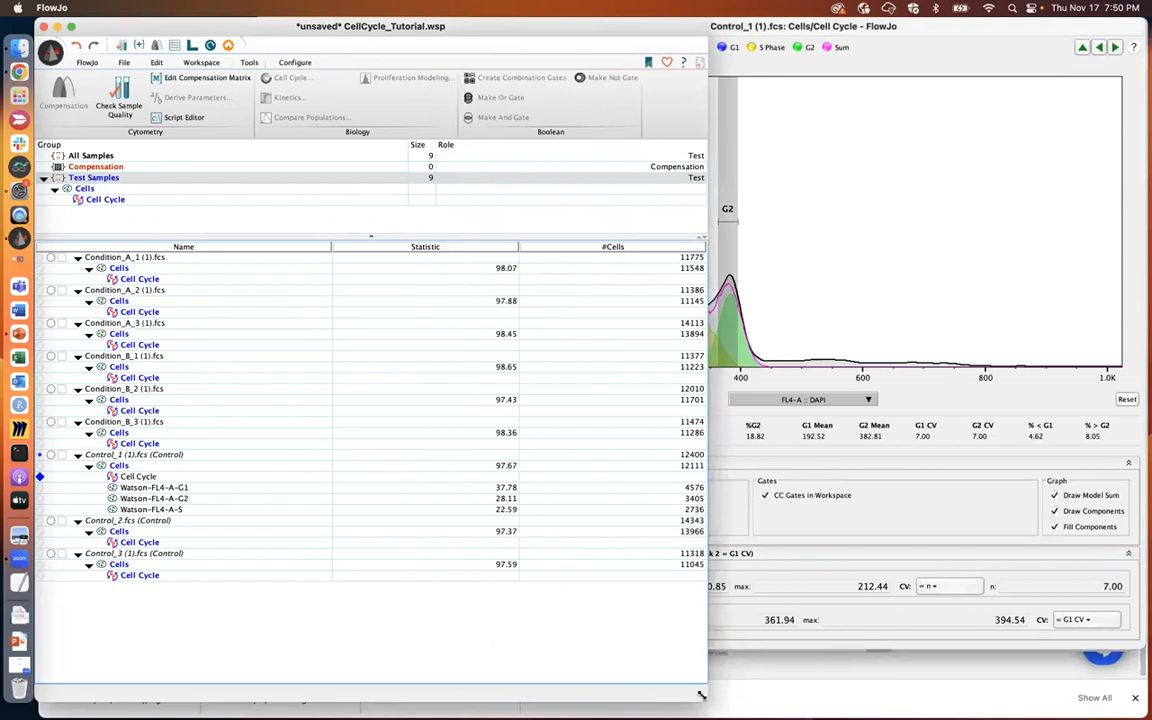 FlowJo
Thu Nov 17 7:50 PM
*unsaved* CellCycle_Tutorial.wsp
FlowJo File Edit Workspace Tools Configure
Compensation
Check Sample Quality
Edit Compensation Matrix
Derive Parameters...
Script Editor
Cytometry
Cell Cycle...
Kinetics...
Compare Populations...
Proliferation Modeling...
Biology
Create Combination Gates
Make Or Gate
Make And Gate
Make Not Gate
Boolean
Group Size Role
All Samples 9 Test
Compensation 0 Compensation
Test Samples 9 Test
Cells
Cell Cycle
Name Statistic #Cells
Condition_A_1 (1).fcs 11775
Cells 98.07 11548
Cell Cycle
Condition_A_2 (1).fcs 11386
Cells 97.88 11145
Cell Cycle
Condition_A_3 (1).fcs 14113
Cells 98.45 13894
Cell Cycle
Condition_B_1 (1).fcs 11377
Cells 98.65 11223
Cell Cycle
Condition_B_2 (1).fcs 12010
Cells 97.43 11701
Cell Cycle
Condition_B_3 (1).fcs 11474
Cells 98.36 11286
Cell Cycle
Control_1 (1).fcs (Control) 12400
Cells 97.67 12111
Cell Cycle
Watson-FL4-A-G1 37.78 4576
Watson-FL4-A-G2 28.11 3405
Watson-FL4-A-S 22.59 2736
Control_2.fcs (Control) 14343
Cells 97.37 13966
Cell Cycle
Control_3 (1).fcs (Control) 11318
Cells 97.59 11045
Cell Cycle
Control_1 (1).fcs: Cells/Cell Cycle - FlowJo
G1 S Phase G2 Sum
?
G2
400 600 800 1.0K
FL4-A :: DAPI
Reset
%G2 G1 Mean G2 Mean G1 CV G2 CV % < G1 % > G2
18.82 192.52 382.81 7.00 7.00 4.62 8.05
Gates
CC Gates in Workspace
Graph
Draw Model Sum
Draw Components
Fill Components
k 2 = G1 CV)
0.85 max: 212.44 CV: = n n: 7.00
361.94 max: 394.54 CV: = G1 CV
Show All